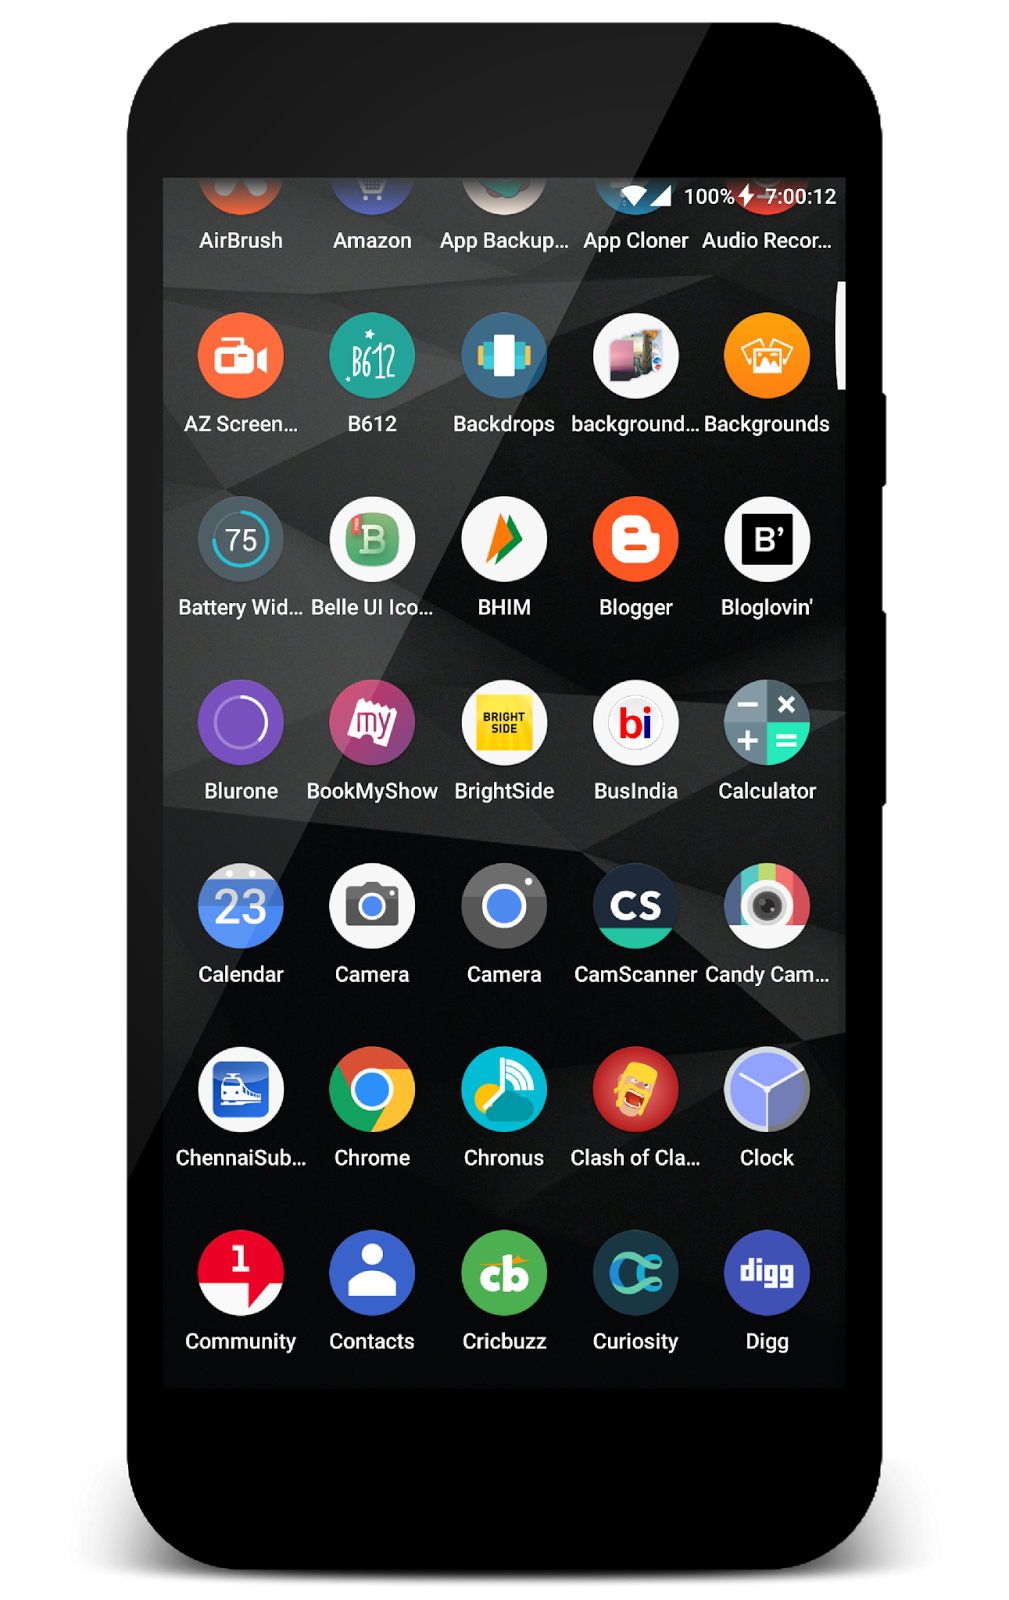 100% 7:00:12
AirBrush Amazon App Backup... App Cloner Audio Recor...
B612
AZ Screen... B612 Backdrops background... Backgrounds
75 B B B'
Battery Wid... Belle UI Ico... BHIM Blogger Bloglovin'
my BRIGHT SIDE bi
Blurone BookMyShow BrightSide BusIndia Calculator
23 CS
Calendar Camera Camera CamScanner Candy Cam...
ChennaiSub... Chrome Chronus Clash of Cla... Clock
1 cb digg
Community Contacts Cricbuzz Curiosity Digg